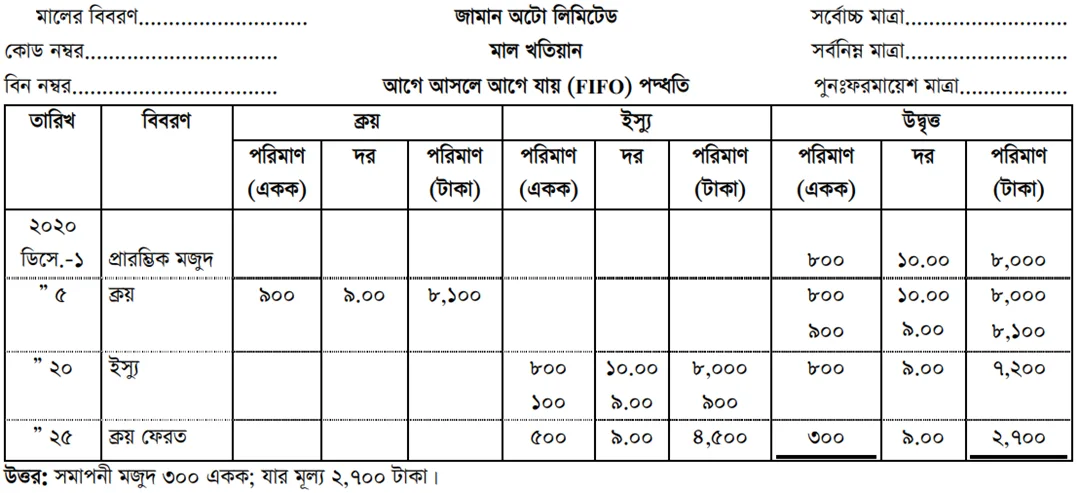 মালের বিবরণ............................ জামান অটো লিমিটেড সর্বোচ্চ মাত্রা...........................
কোড নম্বর................................ মাল খতিয়ান সর্বনিম্ন মাত্রা...........................
বিন নম্বর.................................. আগে আসলে আগে যায় (FIFO) পদ্ধতি পুনঃফরমায়েশ মাত্রা..................
তারিখ বিবরণ ক্রয় ইস্যু উদ্বৃত্ত
পরিমাণ দর পরিমাণ পরিমাণ দর পরিমাণ পরিমাণ দর পরিমাণ
(একক) (টাকা) (একক) (টাকা) (একক) (টাকা)
২০২০
ডিসে.-১ প্রারম্ভিক মজুদ ৮০০ ১০.০০ ৮,০০০
” ৫ ক্রয় ৯০০ ৯.০০ ৮,১০০ ৮০০ ১০.০০ ৮,০০০
৯০০ ৯.০০ ৮,১০০
” ২০ ইস্যু ৮০০ ১০.০০ ৮,০০০ ৮০০ ৯.০০ ৭,২০০
১০০ ৯.০০ ৯০০
” ২৫ ক্রয় ফেরত ৫০০ ৯.০০ ৪,৫০০ ৩০০ ৯.০০ ২,৭০০
উত্তর: সমাপনী মজুদ ৩০০ একক; যার মূল্য ২,৭০০ টাকা।